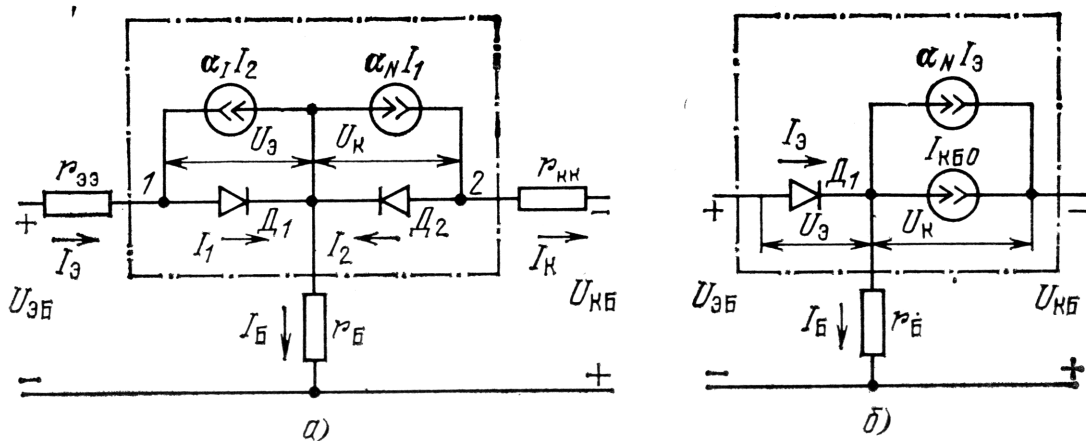 α_I I_2 α_N I_1
U_Э U_К
r_ЭЭ 1 2 r_КК
+ Д_1 Д_2 −
I_Э I_1 I_2 I_К
U_ЭБ I_Б r_Б U_КБ
− +
а)
α_N I_Э
I_Э I_КБО
Д_1
+ U_Э U_К −
U_ЭБ I_Б r_Б U_КБ
− +
б)